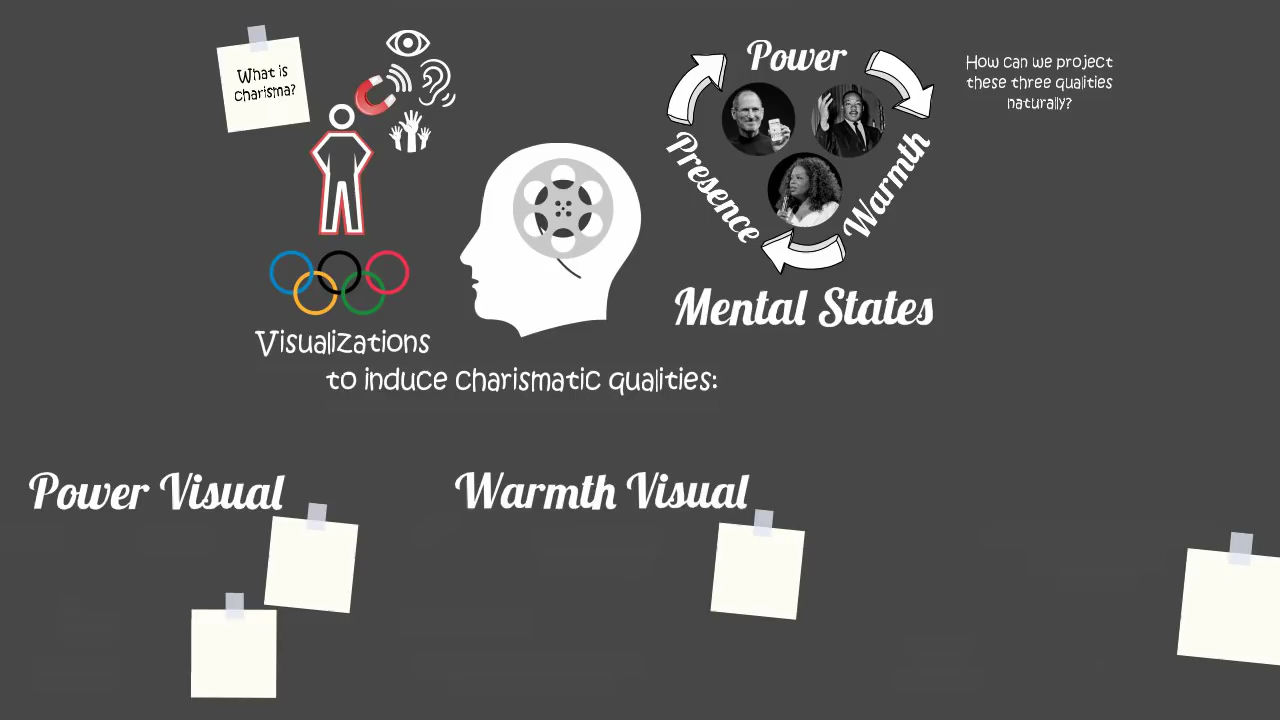 What is
charisma?
Power
Presence
Warmth
How can we project
these three qualities
naturally?
Mental States
Visualizations
to induce charismatic qualities:
Power Visual
Warmth Visual